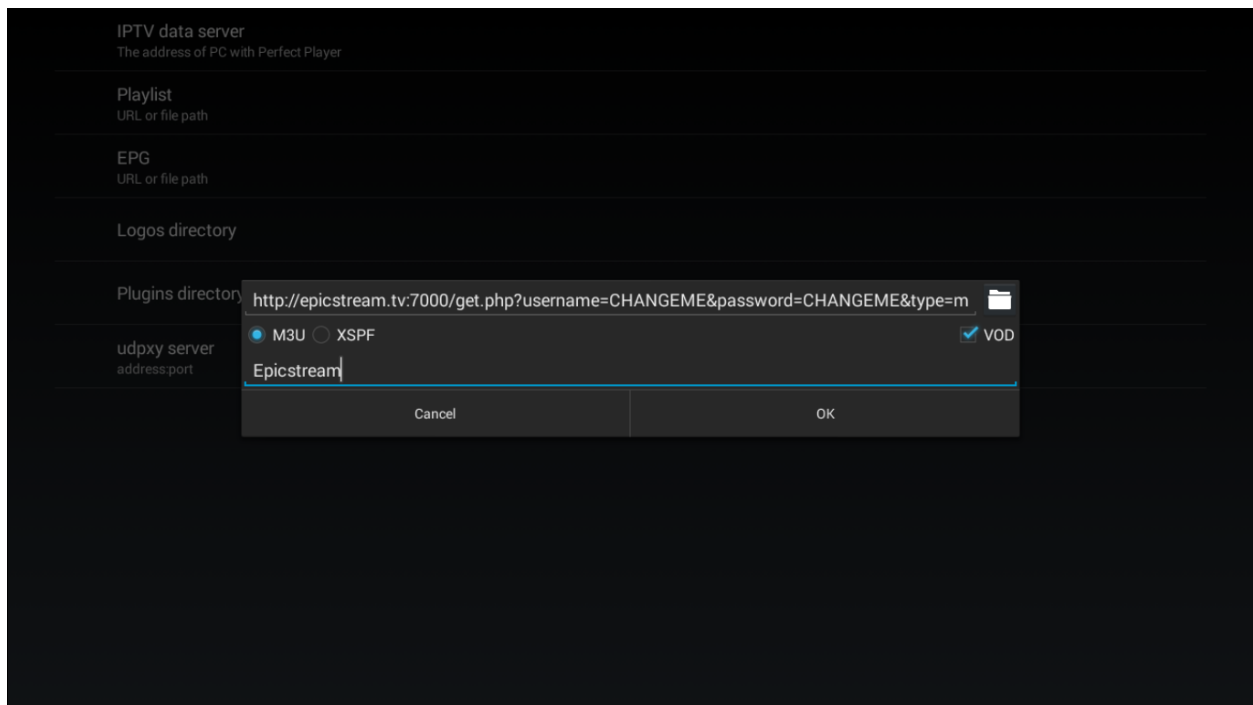 IPTV data server
The address of PC with Perfect Player
Playlist
URL or file path
EPG
URL or file path
Logos directory
Plugins directory
http://epicstream.tv:7000/get.php?username=CHANGEME&password=CHANGEME&type=m
M3U XSPF VOD
udpxy server
address:port
Epicstream
Cancel OK